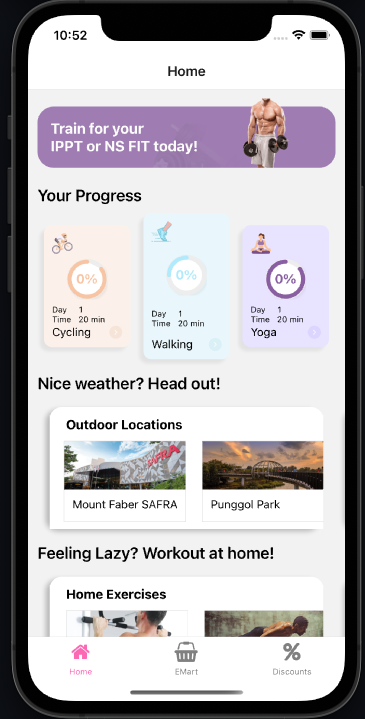 10:52
Home
Train for your
IPPT or NS FIT today!
Your Progress
0%
Day 1
Time 20 min
Cycling
0%
Day 1
Time 20 min
Walking
0%
Day 1
Time 20 min
Yoga
Nice weather? Head out!
Outdoor Locations
SAFRA
Mount Faber SAFRA
Punggol Park
Feeling Lazy? Workout at home!
Home Exercises
Home
EMart
%
Discounts